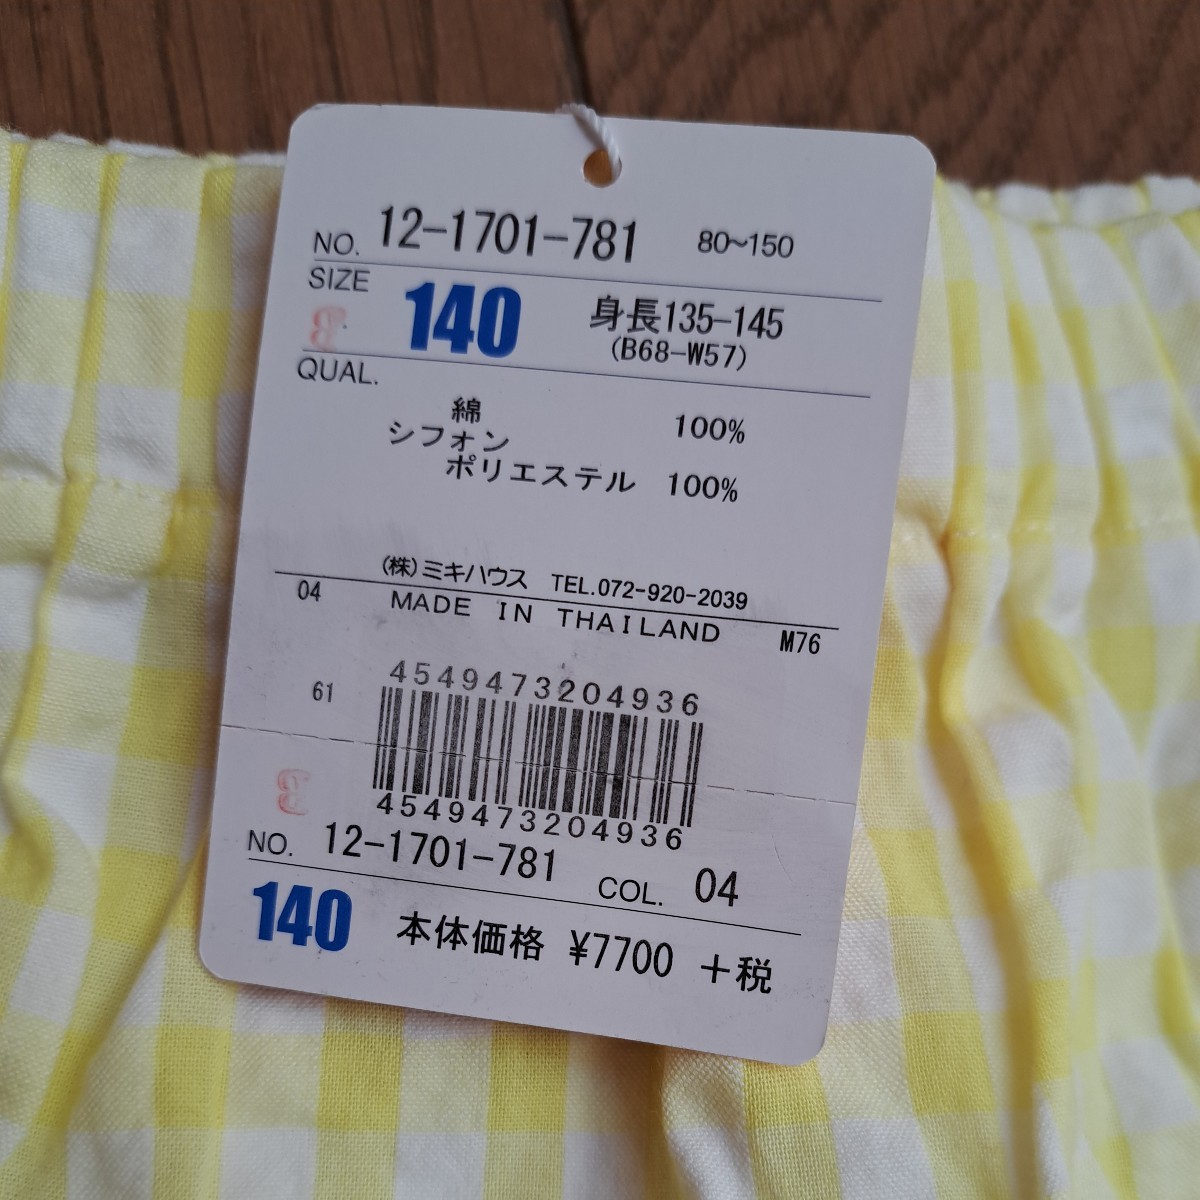 NO. 12-1701-781 80~150
SIZE 140 身長135-145
(B68-W57)
QUAL.
綿 100%
シフォン
ポリエステル 100%
(株)ミキハウス TEL.072-920-2039
04 MADE IN THAILAND M76
4549473204936
61
4549473204936
NO. 12-1701-781 COL. 04
140 本体価格 ¥7700 +税